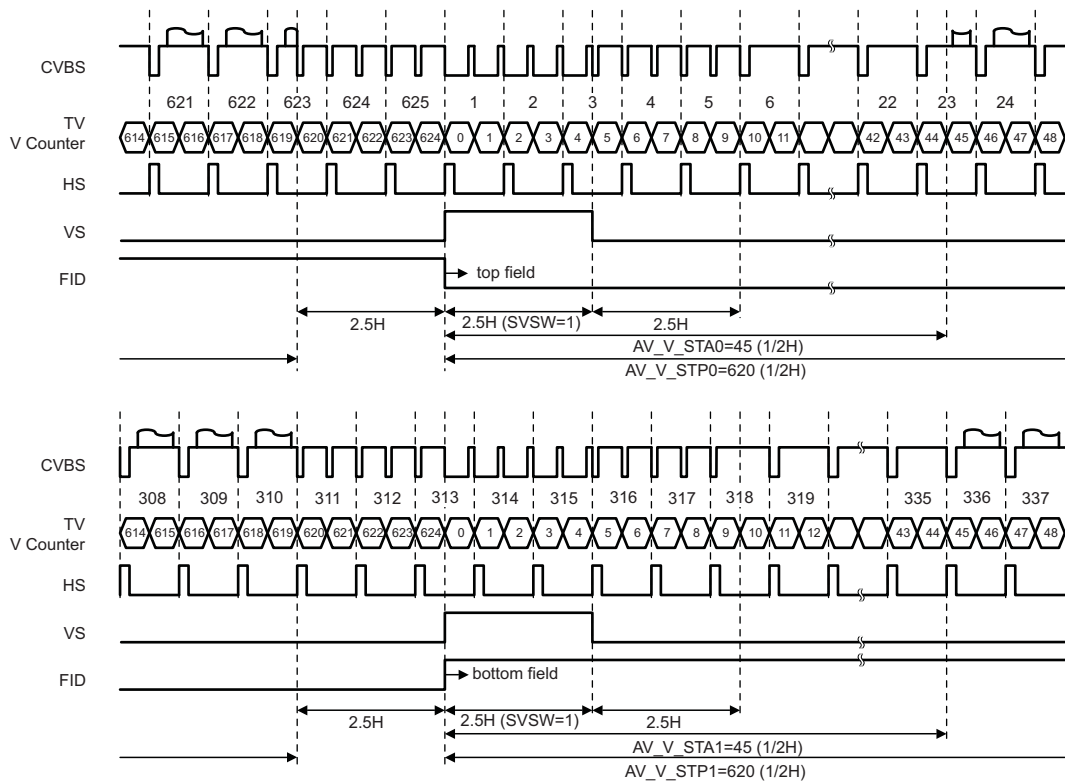 CVBS
621 622 623 624 625 1 2 3 4 5 6 22 23 24
TV
V Counter
614 615 616 617 618 619 620 621 622 623 624 0 1 2 3 4 5 6 7 8 9 10 11 42 43 44 45 46 47 48
HS
VS
FID
top field
2.5H 2.5H (SVSW=1) 2.5H
AV_V_STA0=45 (1/2H)
AV_V_STP0=620 (1/2H)
CVBS
308 309 310 311 312 313 314 315 316 317 318 319 335 336 337
TV
V Counter
614 615 616 617 618 619 620 621 622 623 624 0 1 2 3 4 5 6 7 8 9 10 11 12 43 44 45 46 47 48
HS
VS
FID
bottom field
2.5H 2.5H (SVSW=1) 2.5H
AV_V_STA1=45 (1/2H)
AV_V_STP1=620 (1/2H)